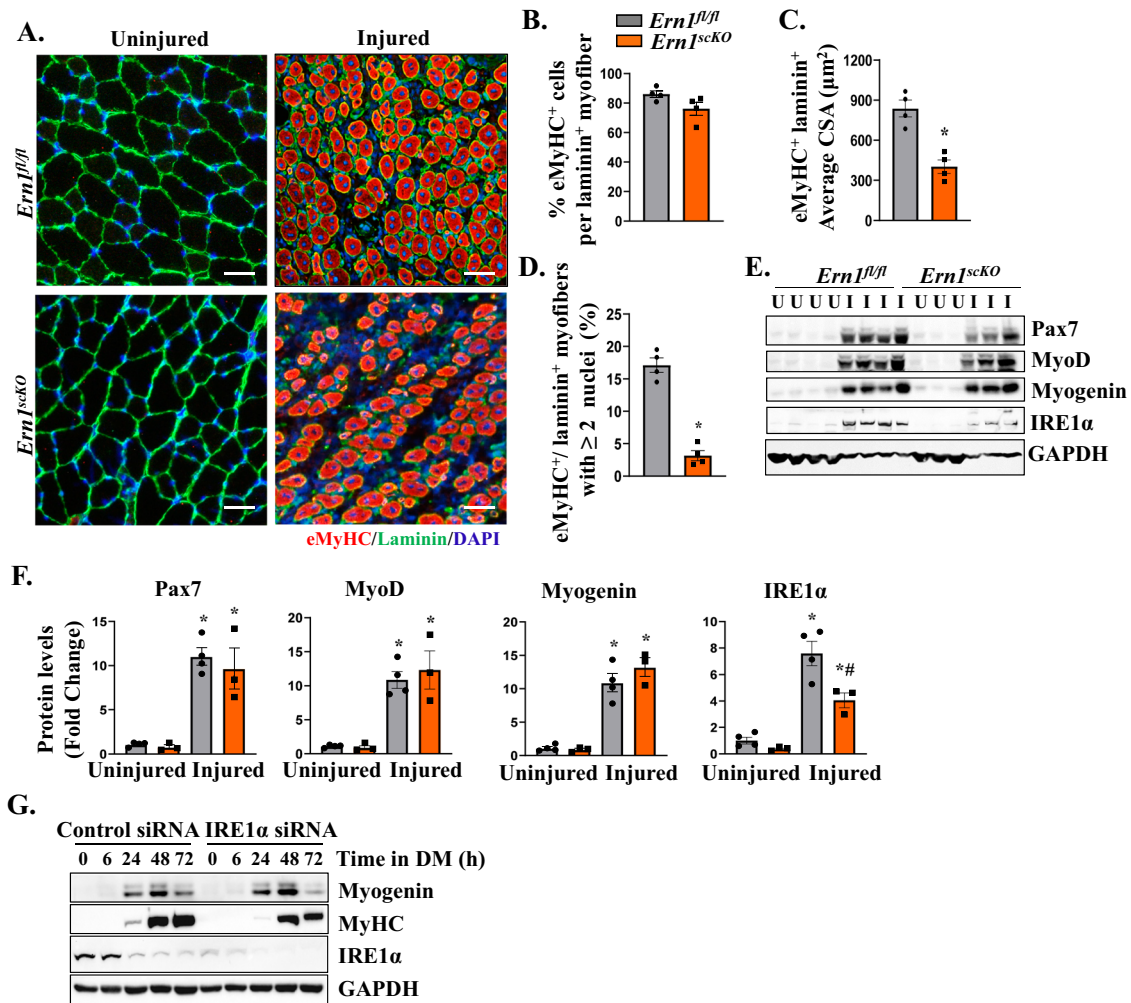 A.
Uninjured Injured
Ern1fl/fl
Ern1scKO
eMyHC/Laminin/DAPI
B.
Ern1fl/fl
Ern1scKO
% eMyHC+ cells
per laminin+ myofiber
100
80
60
40
20
0
C.
eMyHC+ laminin+
Average CSA (µm²)
900
600
300
0
*
D.
eMyHC+/ laminin+ myofibers
with ≥ 2 nuclei (%)
25
20
15
10
5
0
*
E.
Ern1fl/fl Ern1scKO
U U U U I I I I U U U I I I
Pax7
MyoD
Myogenin
IRE1α
GAPDH
F.
Protein levels
(Fold Change)
Pax7
15
10
5
0
* *
Uninjured Injured
MyoD
20
15
10
5
0
* *
Uninjured Injured
Myogenin
20
15
10
5
0
* *
Uninjured Injured
IRE1α
10
8
6
4
2
0
* *#
Uninjured Injured
G.
Control siRNA IRE1α siRNA
0 6 24 48 72 0 6 24 48 72 Time in DM (h)
Myogenin
MyHC
IRE1α
GAPDH